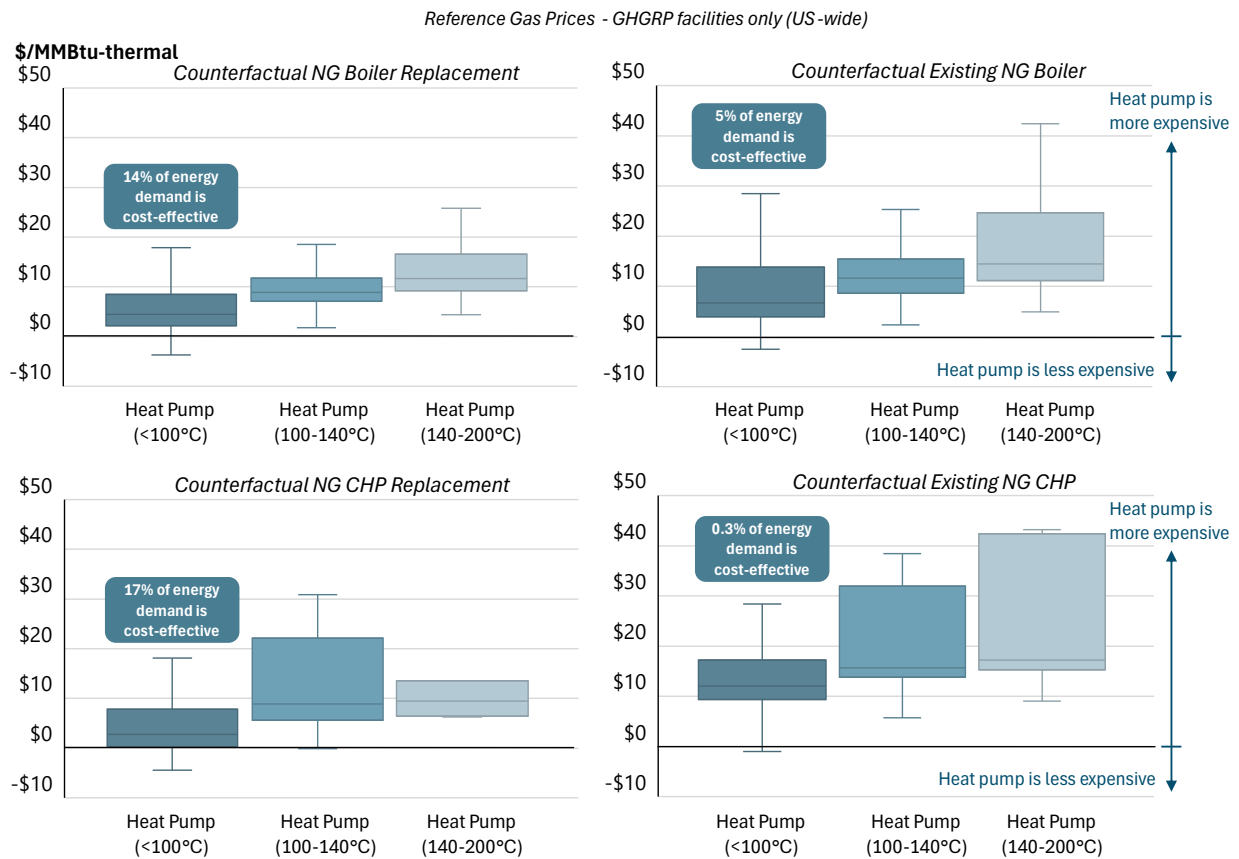 Reference Gas Prices - GHGRP facilities only (US-wide)
$/MMBtu-thermal
Counterfactual NG Boiler Replacement
$50
$40
$30
$20
$10
$0
-$10
14% of energy
demand is
cost-effective
Heat Pump
(<100°C)
Heat Pump
(100-140°C)
Heat Pump
(140-200°C)
Counterfactual Existing NG Boiler
$50
$40
$30
$20
$10
$0
-$10
5% of energy
demand is
cost-effective
Heat pump is
more expensive
Heat pump is less expensive
Heat Pump
(<100°C)
Heat Pump
(100-140°C)
Heat Pump
(140-200°C)
Counterfactual NG CHP Replacement
$50
$40
$30
$20
$10
$0
-$10
17% of energy
demand is
cost-effective
Heat Pump
(<100°C)
Heat Pump
(100-140°C)
Heat Pump
(140-200°C)
Counterfactual Existing NG CHP
$50
$40
$30
$20
$10
$0
-$10
0.3% of energy
demand is
cost-effective
Heat pump is
more expensive
Heat pump is less expensive
Heat Pump
(<100°C)
Heat Pump
(100-140°C)
Heat Pump
(140-200°C)